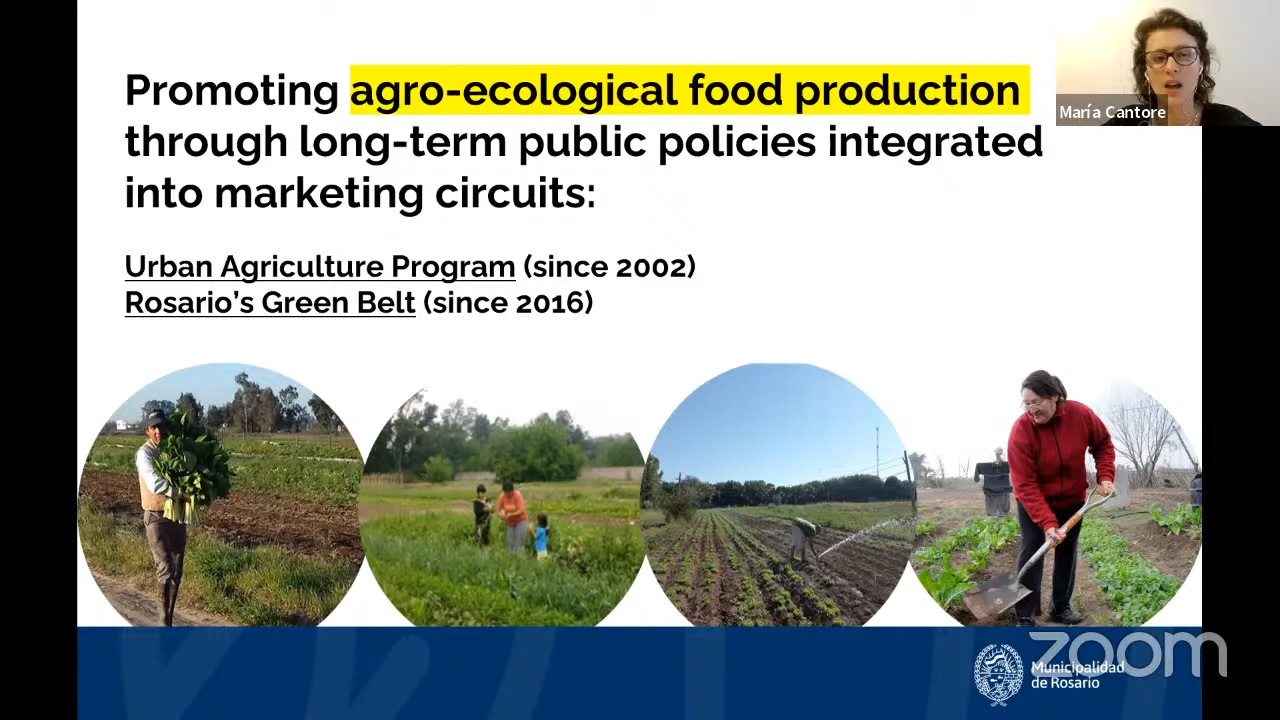 Promoting agro-ecological food production
through long-term public policies integrated
into marketing circuits:
María Cantore
Urban Agriculture Program (since 2002)
Rosario’s Green Belt (since 2016)
zoom
Municipalidad
de Rosario